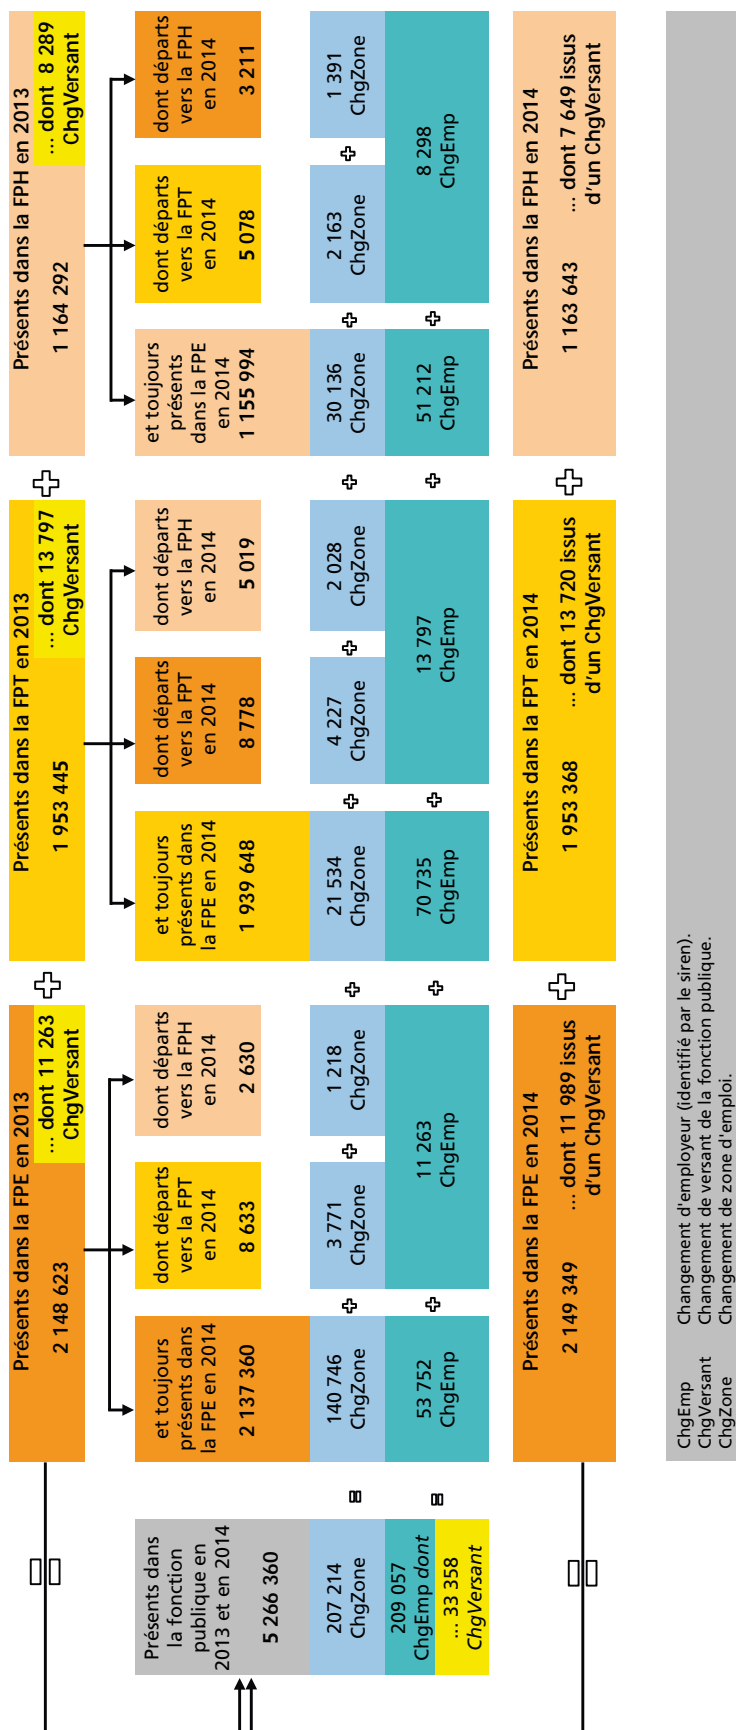 Présents dans
la fonction
publique en
2013 et en 2014
5 266 360
207 214
ChgZone
209 057
ChgEmp dont
... 33 358
ChgVersant
=
=
=
=
Présents dans la FPE en 2013
2 148 623
... dont 11 263
ChgVersant
et toujours
présents dans
la FPE en 2014
2 137 360
dont départs
vers la FPT
en 2014
8 633
dont départs
vers la FPH
en 2014
2 630
140 746
ChgZone
+
3 771
ChgZone
+
1 218
ChgZone
53 752
ChgEmp
+
11 263
ChgEmp
Présents dans la FPE en 2014
2 149 349
... dont 11 989 issus
d'un ChgVersant
+
+
+
+
Présents dans la FPT en 2013
1 953 445
... dont 13 797
ChgVersant
et toujours
présents dans
la FPE en 2014
1 939 648
dont départs
vers la FPT
en 2014
8 778
dont départs
vers la FPH
en 2014
5 019
21 534
ChgZone
+
4 227
ChgZone
+
2 028
ChgZone
70 735
ChgEmp
+
13 797
ChgEmp
Présents dans la FPT en 2014
1 953 368
... dont 13 720 issus
d'un ChgVersant
+
+
+
+
Présents dans la FPH en 2013
1 164 292
... dont 8 289
ChgVersant
et toujours
présents
dans la FPE
en 2014
1 155 994
dont départs
vers la FPT
en 2014
5 078
dont départs
vers la FPH
en 2014
3 211
30 136
ChgZone
+
2 163
ChgZone
+
1 391
ChgZone
51 212
ChgEmp
+
8 298
ChgEmp
Présents dans la FPH en 2014
1 163 643
... dont 7 649 issus
d'un ChgVersant
ChgEmp Changement d'employeur (identifié par le siren).
ChgVersant Changement de versant de la fonction publique.
ChgZone Changement de zone d'emploi.